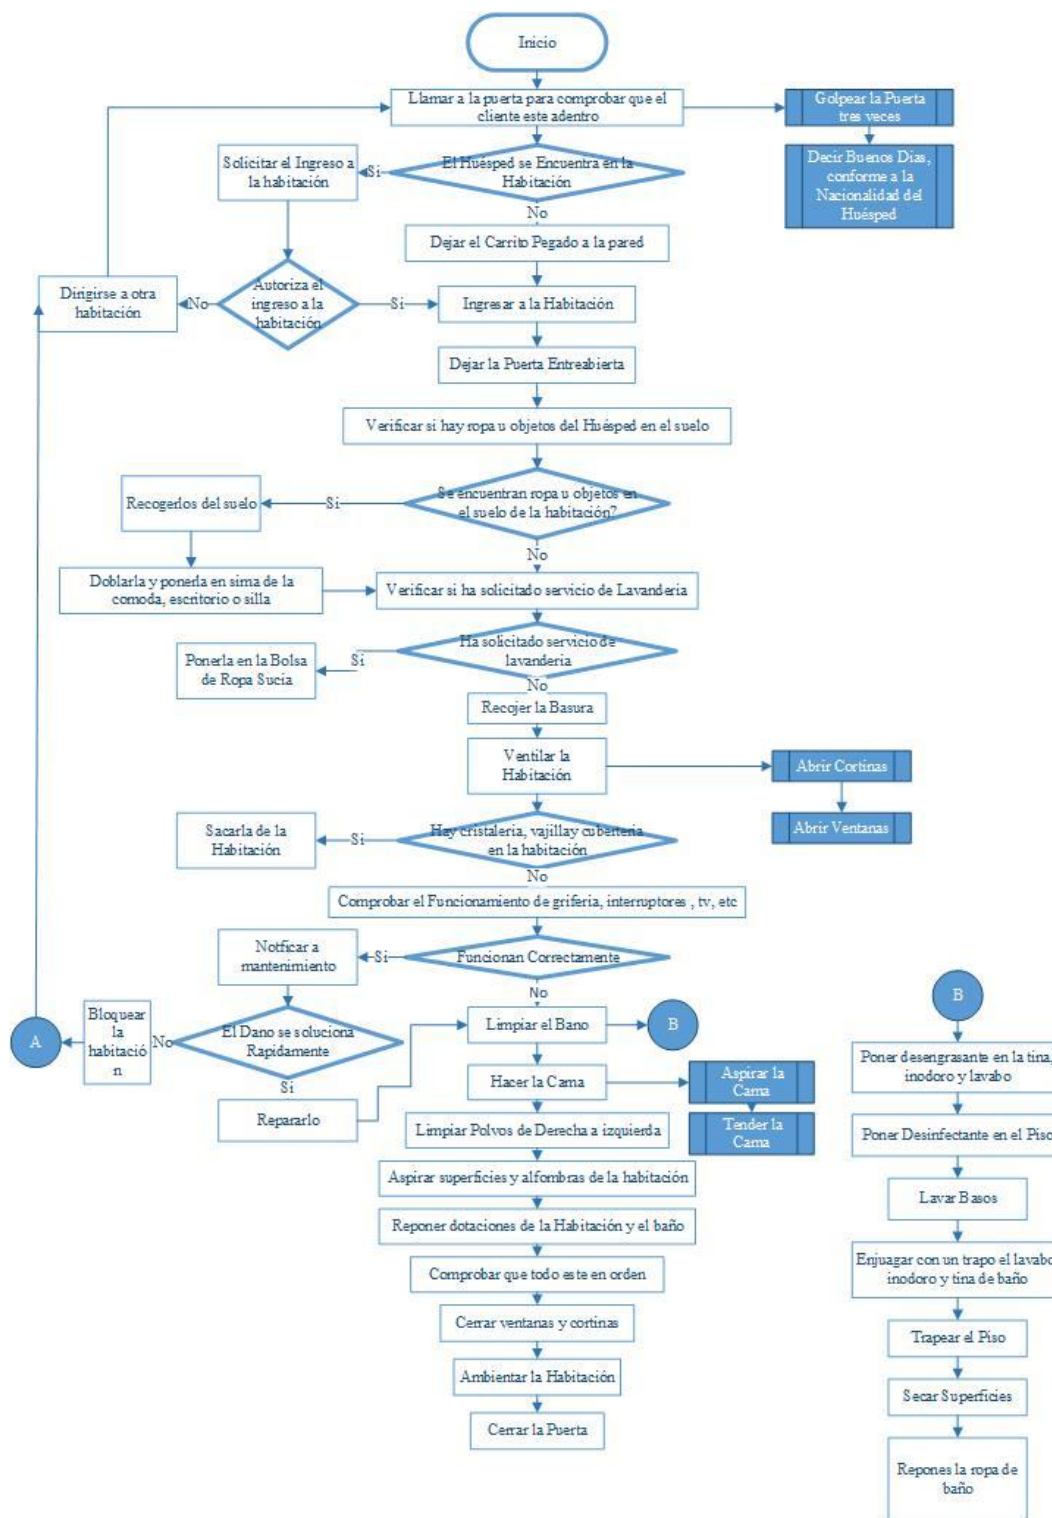 Inicio
Llamar a la puerta para comprobar que el
cliente este adentro
Golpear la Puerta
tres veces
Decir Buenos Dias,
conforme a la
Nacionalidad del
Huésped
El Huésped se Encuentra en la
Habitación
Si
Solicitar el Ingreso a
la habitación
No
Dejar el Carrito Pegado a la pared
Autoriza el
ingreso a la
habitación
No
Dirigirse a otra
habitación
Si
Ingresar a la Habitación
Dejar la Puerta Entreabierta
Verificar si hay ropa u objetos del Huésped en el suelo
Se encuentran ropa u objetos en
el suelo de la habitación?
Si
Recogerlos del suelo
No
Doblarla y ponerla en sima de la
comoda, escritorio o silla
Verificar si ha solicitado servicio de Lavanderia
Ha solicitado servicio de
lavanderia
Si
Ponerla en la Bolsa
de Ropa Sucia
No
Recojer la Basura
Ventilar la
Habitación
Abrir Cortinas
Abrir Ventanas
Hay cristaleria, vajilla y cuberteria
en la habitación
Si
Sacarla de la
Habitación
No
Comprobar el Funcionamiento de griferia, interruptores , tv, etc
Funcionan Correctamente
Si
Notficar a
mantenimiento
No
El Dano se soluciona
Rapidamente
No
Bloquear
la
habitació
n
A
Si
Repararlo
Limpiar el Bano
B
Hacer la Cama
Aspirar la
Cama
Tender la
Cama
Limpiar Polvos de Derecha a izquierda
Aspirar superficies y alfombras de la habitación
Reponer dotaciones de la Habitación y el baño
Comprobar que todo este en orden
Cerrar ventanas y cortinas
Ambientar la Habitación
Cerrar la Puerta
B
Poner desengrasante en la tina,
inodoro y lavabo
Poner Desinfectante en el Piso
Lavar Basos
Enjuagar con un trapo el lavabo
inodoro y tina de baño
Trapear el Piso
Secar Superficies
Repones la ropa de
baño